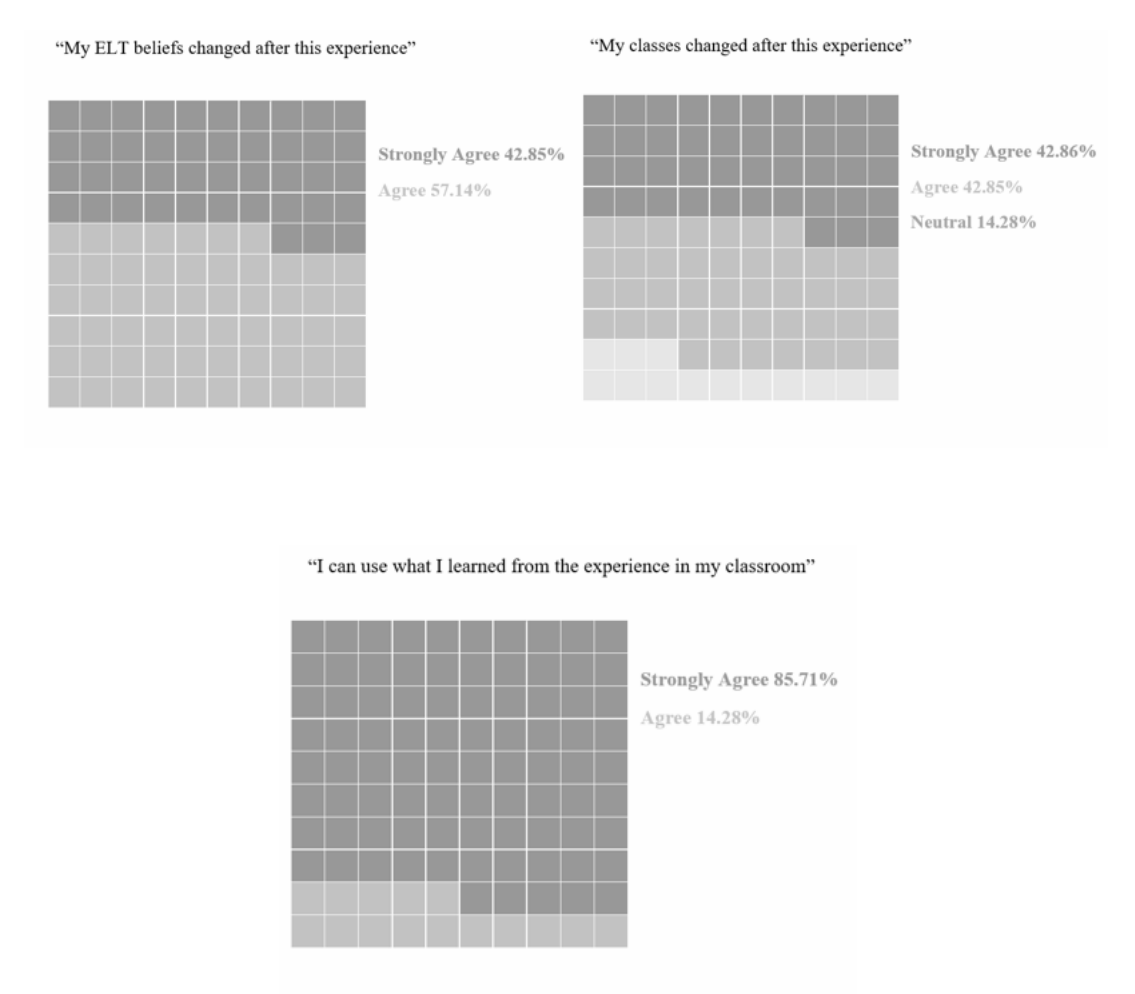 “My ELT beliefs changed after this experience”
Strongly Agree 42.85%
Agree 57.14%
“My classes changed after this experience”
Strongly Agree 42.86%
Agree 42.85%
Neutral 14.28%
“I can use what I learned from the experience in my classroom”
Strongly Agree 85.71%
Agree 14.28%